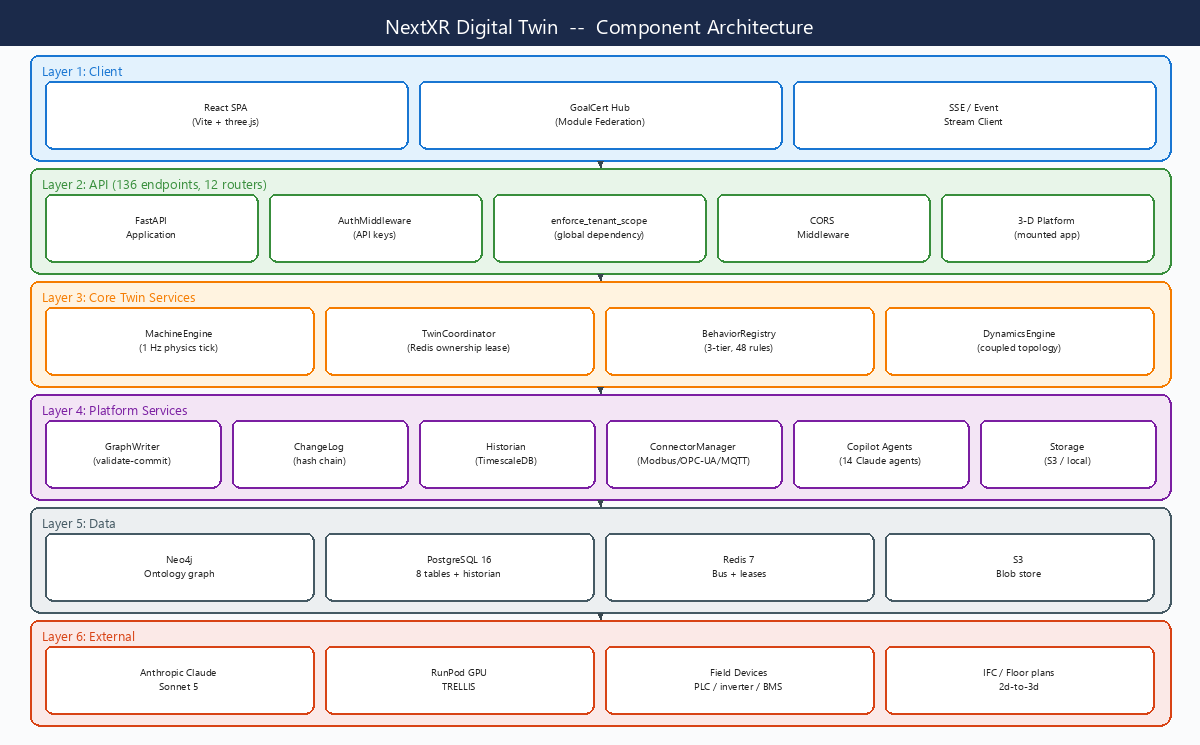 NextXR Digital Twin -- Component Architecture
Layer 1: Client
React SPA
(Vite + three.js)
GoalCert Hub
(Module Federation)
SSE / Event
Stream Client
Layer 2: API (136 endpoints, 12 routers)
FastAPI
Application
AuthMiddleware
(API keys)
enforce_tenant_scope
(global dependency)
CORS
Middleware
3-D Platform
(mounted app)
Layer 3: Core Twin Services
MachineEngine
(1 Hz physics tick)
TwinCoordinator
(Redis ownership lease)
BehaviorRegistry
(3-tier, 48 rules)
DynamicsEngine
(coupled topology)
Layer 4: Platform Services
GraphWriter
(validate-commit)
ChangeLog
(hash chain)
Historian
(TimescaleDB)
ConnectorManager
(Modbus/OPC-UA/MQTT)
Copilot Agents
(14 Claude agents)
Storage
(S3 / local)
Layer 5: Data
Neo4j
Ontology graph
PostgreSQL 16
8 tables + historian
Redis 7
Bus + leases
S3
Blob store
Layer 6: External
Anthropic Claude
Sonnet 5
RunPod GPU
TRELLIS
Field Devices
PLC / inverter / BMS
IFC / Floor plans
2d-to-3d